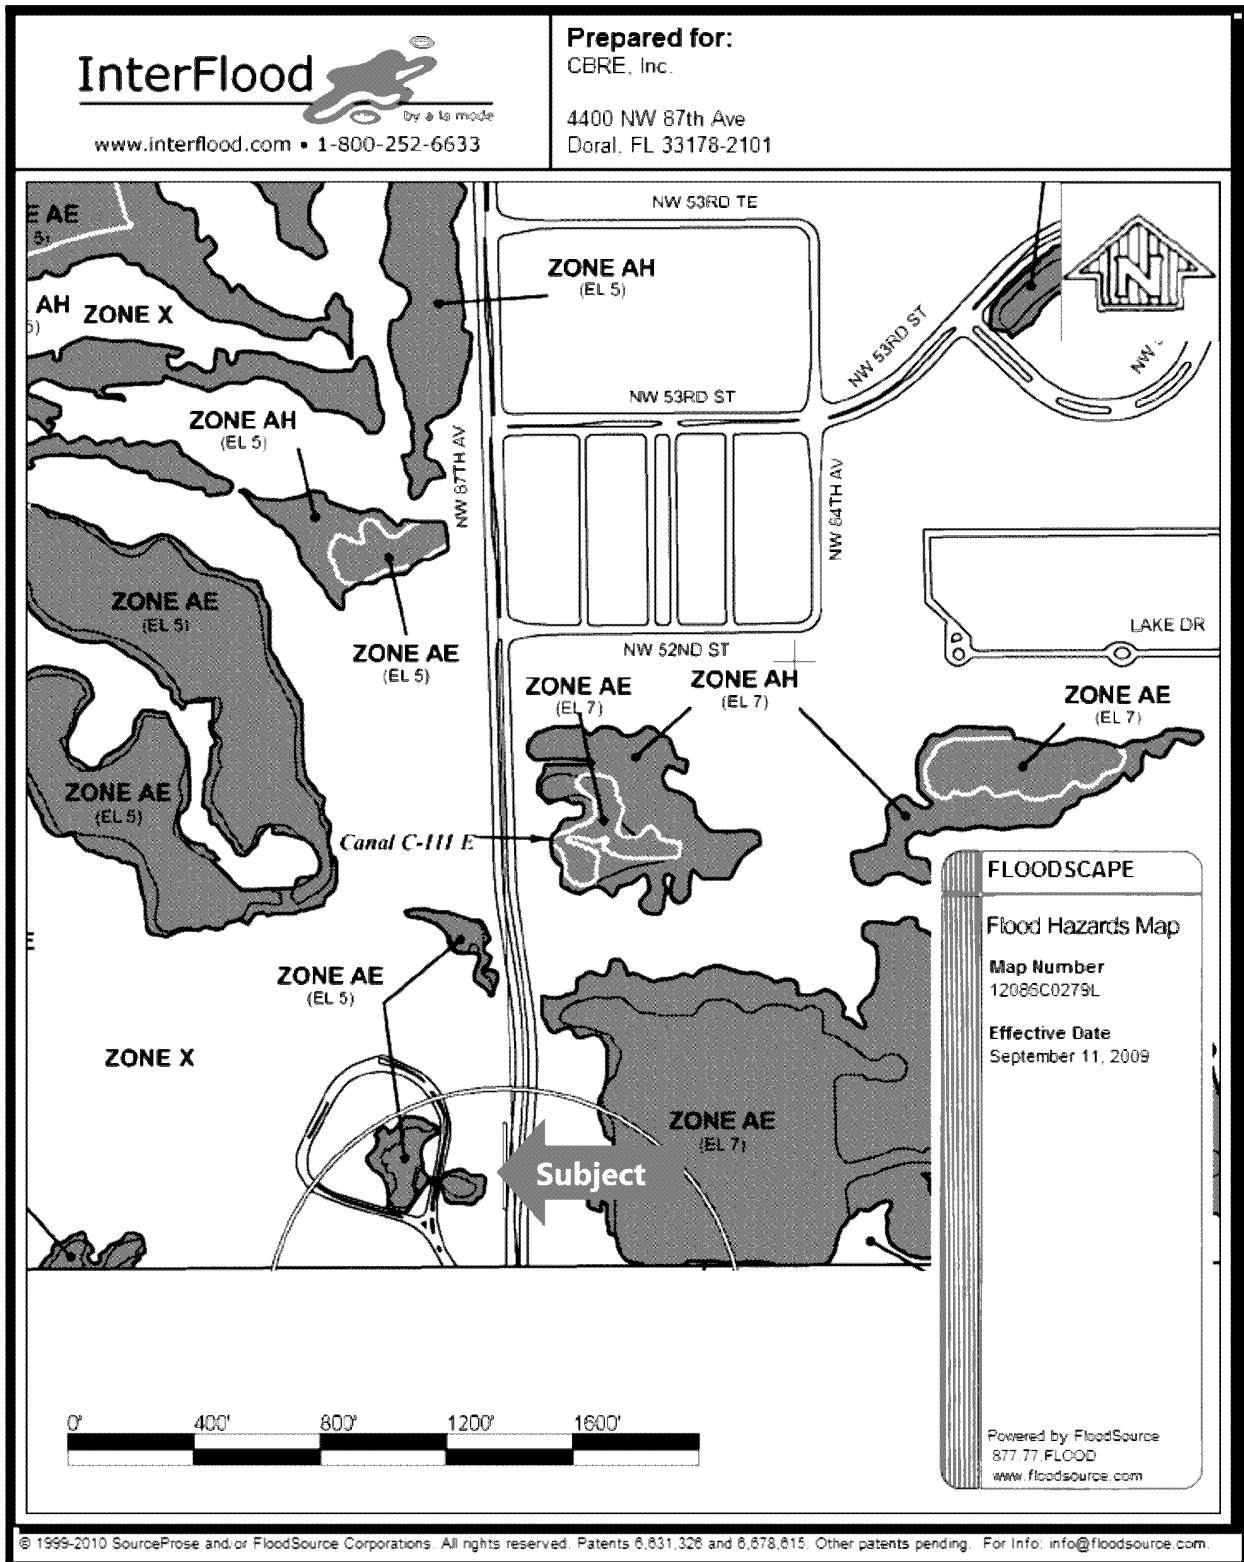 InterFlood
by a la mode
www.interflood.com • 1-800-252-6633
Prepared for:
CBRE, Inc.
4400 NW 87th Ave
Doral, FL 33178-2101
NW 53RD TE
E AE
5)
ZONE AH
(EL 5)
N
AH
5)
ZONE X
NW 53RD ST
NW
NW 53RD ST
ZONE AH
(EL 5)
NW 87TH AV
NW 84TH AV
ZONE AE
(EL 5)
LAKE DR
ZONE AE
(EL 5)
NW 52ND ST
ZONE AE
(EL 7)
ZONE AH
(EL 7)
ZONE AE
(EL 7)
ZONE AE
(EL 5)
Canal C-111 E
FLOODSCAPE
Flood Hazards Map
Map Number
12086C0279L
Effective Date
September 11, 2009
E
ZONE AE
(EL 5)
ZONE X
ZONE AE
(EL 7)
Subject
0' 400' 800' 1200' 1600'
Powered by FloodSource
877.77.FLOOD
www.floodsource.com
© 1999-2010 SourceProse and/or FloodSource Corporations. All rights reserved. Patents 6,631,326 and 6,678,615. Other patents pending. For Info: info@floodsource.com.